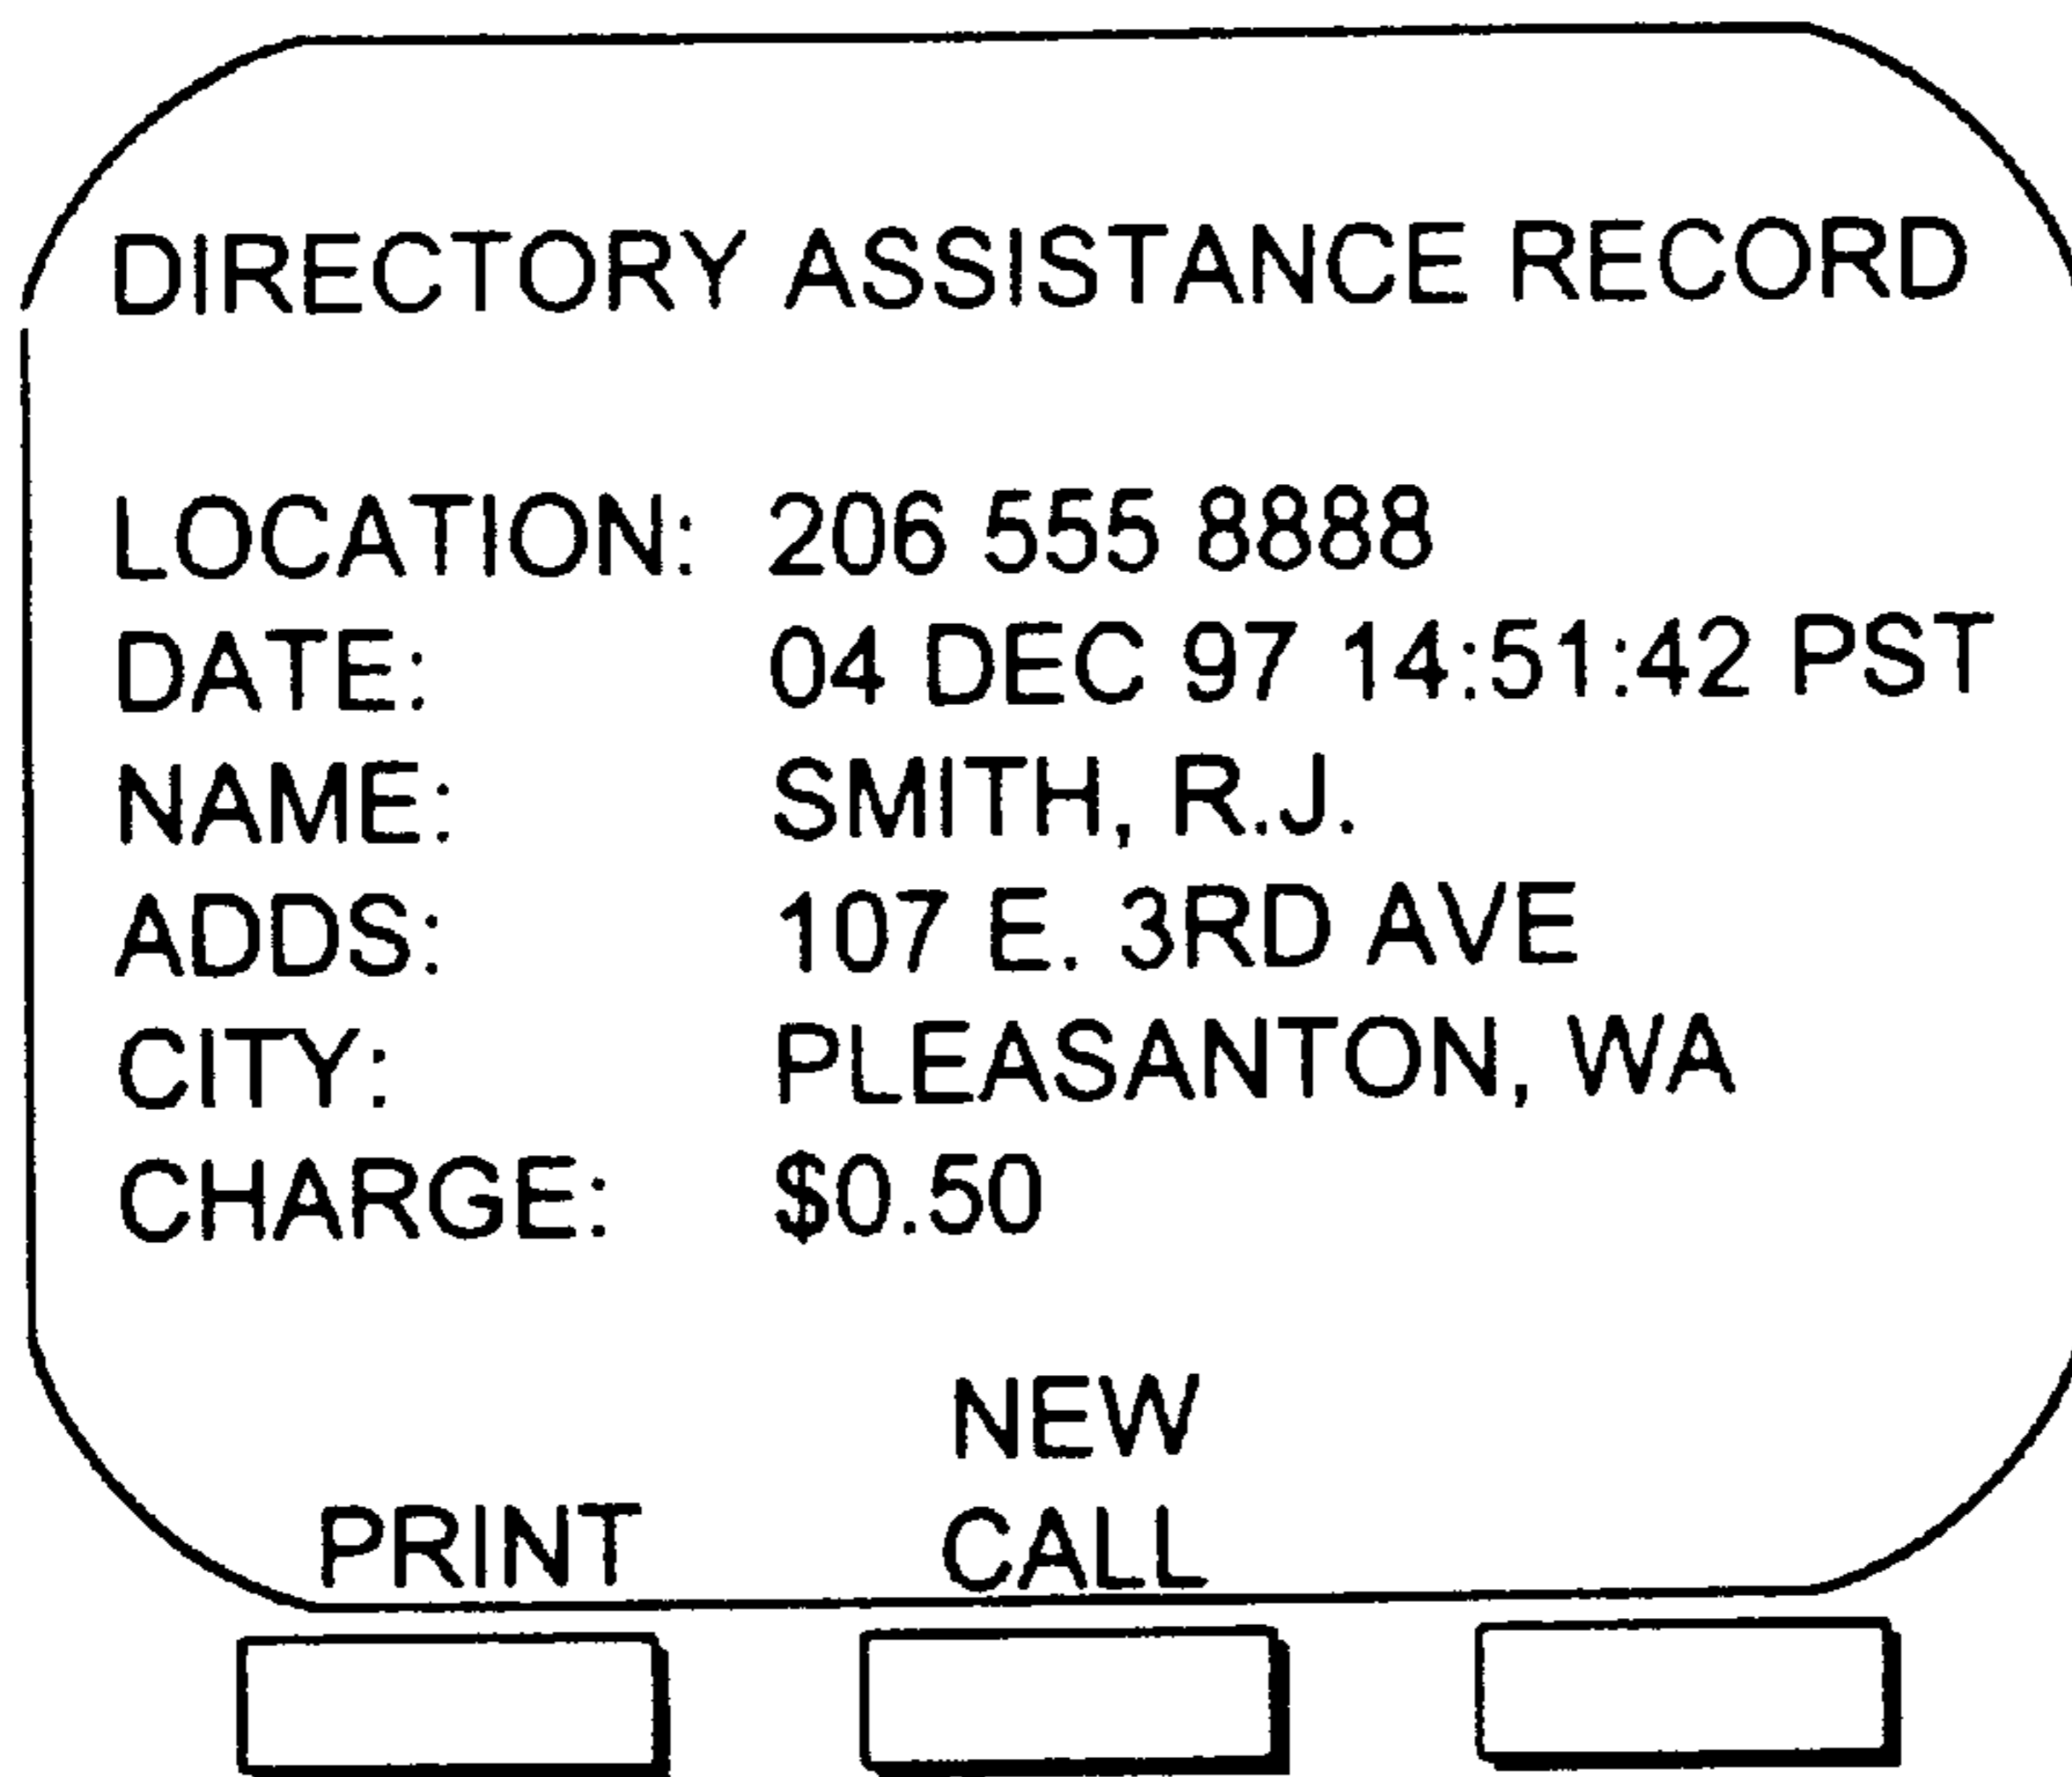 DIRECTORY ASSISTANCE RECORD
LOCATION: 206 555 8888
DATE: 04 DEC 97 14:51:42 PST
NAME: SMITH, R.J.
ADDS: 107 E. 3RD AVE
CITY: PLEASANTON, WA
CHARGE: $0.50
PRINT
NEW
CALL